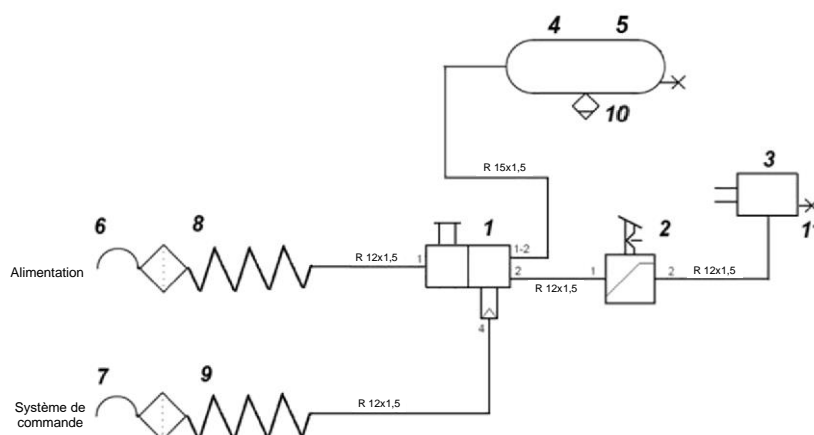 4 5
10
3
R 15x1,5
11
6 8 1 2
1-2
Alimentation
R 12x1,5
1
2
R 12x1,5
1
2
R 12x1,5
4
7 9
Système de
commande
R 12x1,5